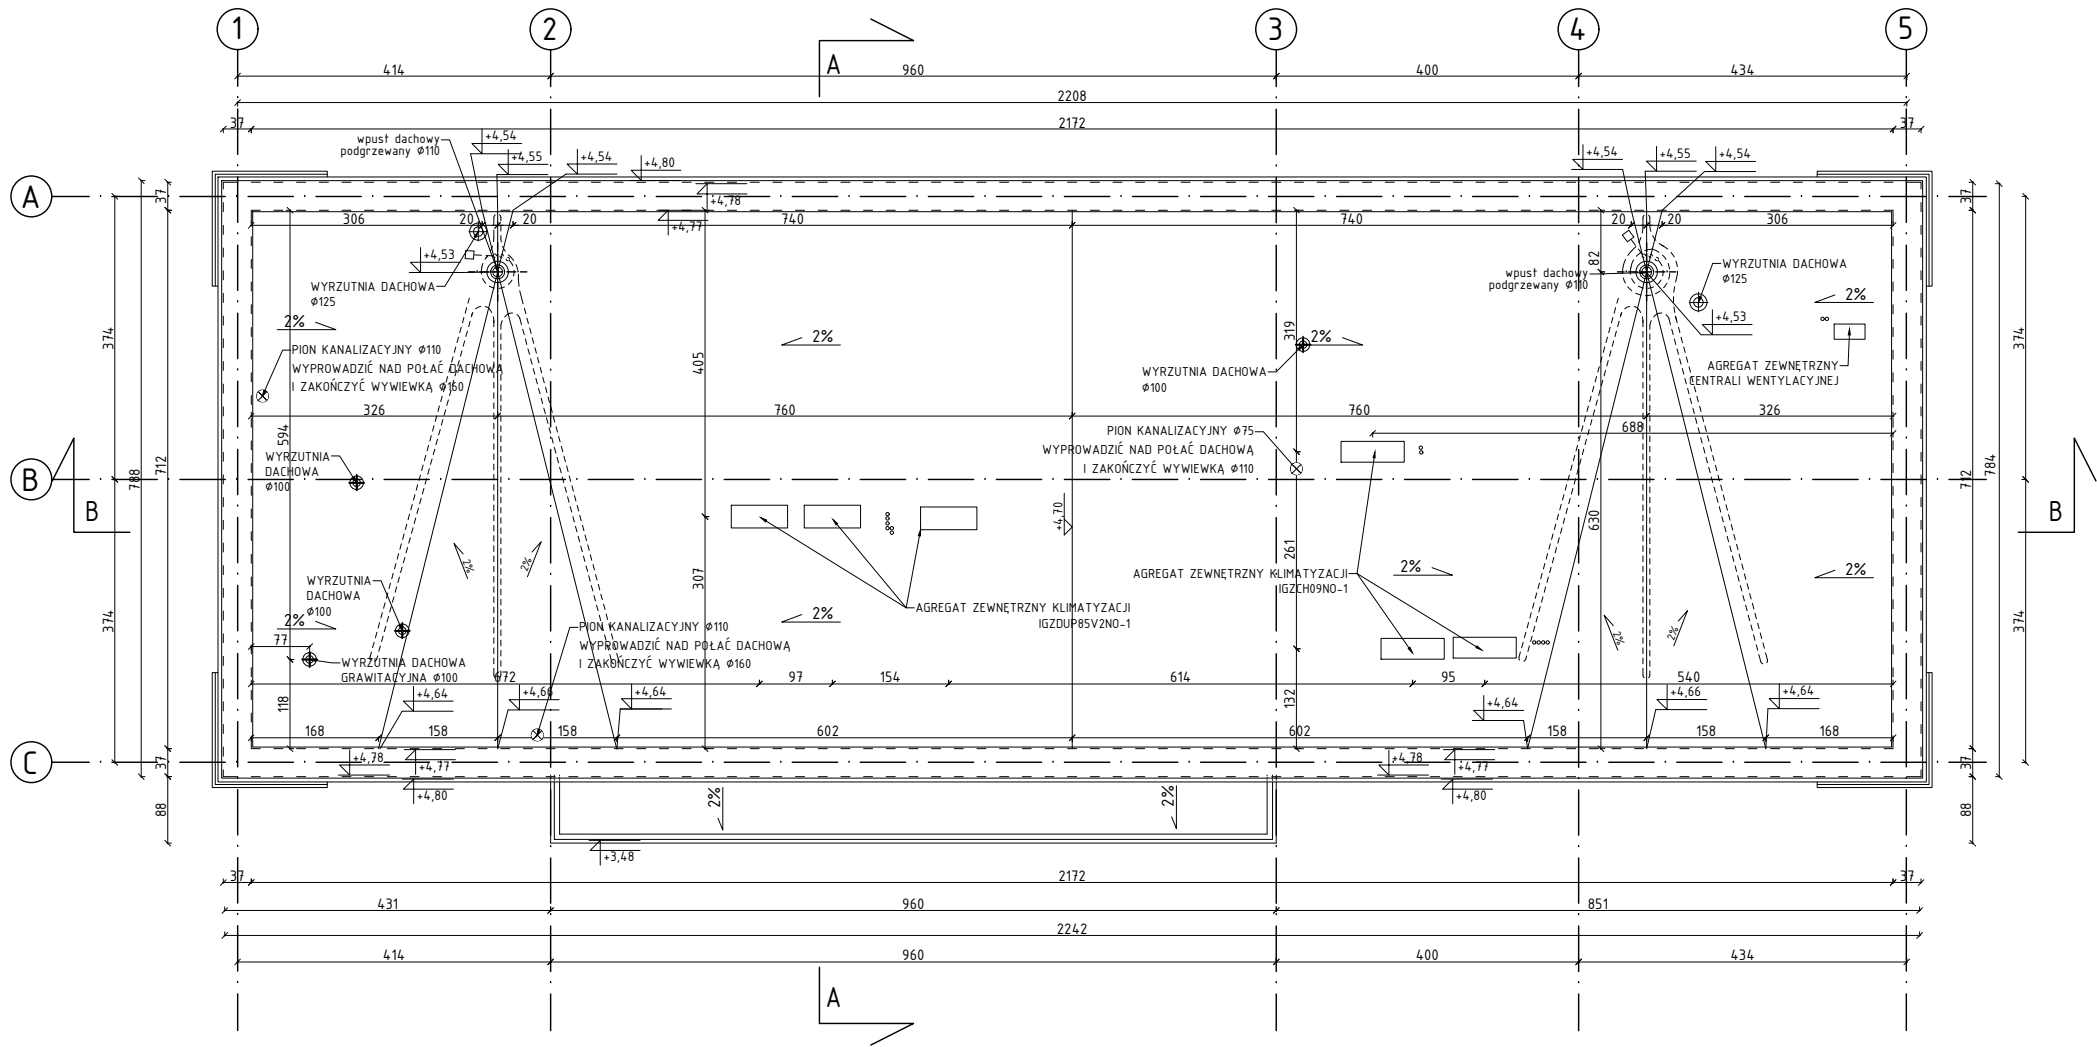 1
2
3
4
5
A
414
960
400
434
2208
37
2172
37
wpust dachowy
podgrzewany Ø110
+4,54
+4,55
+4,54
+4,80
+4,54
+4,55
+4,54
A
37
+4,78
+4,77
37
306
20
20
740
740
20
20
306
+4,53
82
WYRZUTNIA DACHOWA
Ø125
wpust dachowy
podgrzewany Ø110
WYRZUTNIA DACHOWA
Ø125
2%
2%
2%
2%
+4,53
374
319
374
PION KANALIZACYJNY Ø110
WYPROWADZIĆ NAD POŁAĆ DACHOWĄ
I ZAKOŃCZYĆ WYWIEWKĄ Ø160
405
WYRZUTNIA DACHOWA
Ø100
AGREGAT ZEWNĘTRZNY
CENTRALI WENTYLACYJNEJ
326
760
760
326
688
594
PION KANALIZACYJNY Ø75
WYPROWADZIĆ NAD POŁAĆ DACHOWĄ
I ZAKOŃCZYĆ WYWIEWKĄ Ø110
WYRZUTNIA
DACHOWA
Ø100
B
788
712
712
784
B
B
+4,70
630
261
2%
2%
2%
2%
307
AGREGAT ZEWNĘTRZNY KLIMATYZACJI
IGZCH09NO-1
WYRZUTNIA
DACHOWA
Ø100
374
374
AGREGAT ZEWNĘTRZNY KLIMATYZACJI
IGZDUP85V2NO-1
2%
2%
2%
2%
PION KANALIZACYJNY Ø110
WYPROWADZIĆ NAD POŁAĆ DACHOWĄ
I ZAKOŃCZYĆ WYWIEWKĄ Ø160
77
WYRZUTNIA DACHOWA
GRAWITACYJNA Ø100
672
97
154
614
95
540
118
132
+4,64
+4,66
+4,64
+4,64
+4,66
+4,64
168
158
158
602
602
158
158
168
C
37
+4,78
+4,77
+4,80
+4,78
+4,77
+4,80
37
88
2%
2%
88
+3,48
37
2172
37
431
960
851
2242
414
960
400
434
A